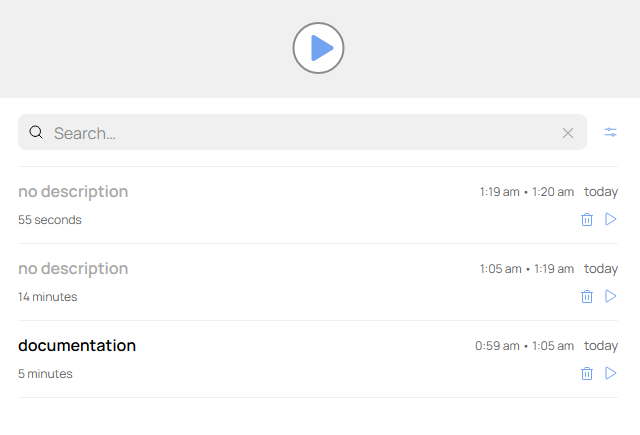 Search...
no description 1:19 am • 1:20 am today
55 seconds
no description 1:05 am • 1:19 am today
14 minutes
documentation 0:59 am • 1:05 am today
5 minutes